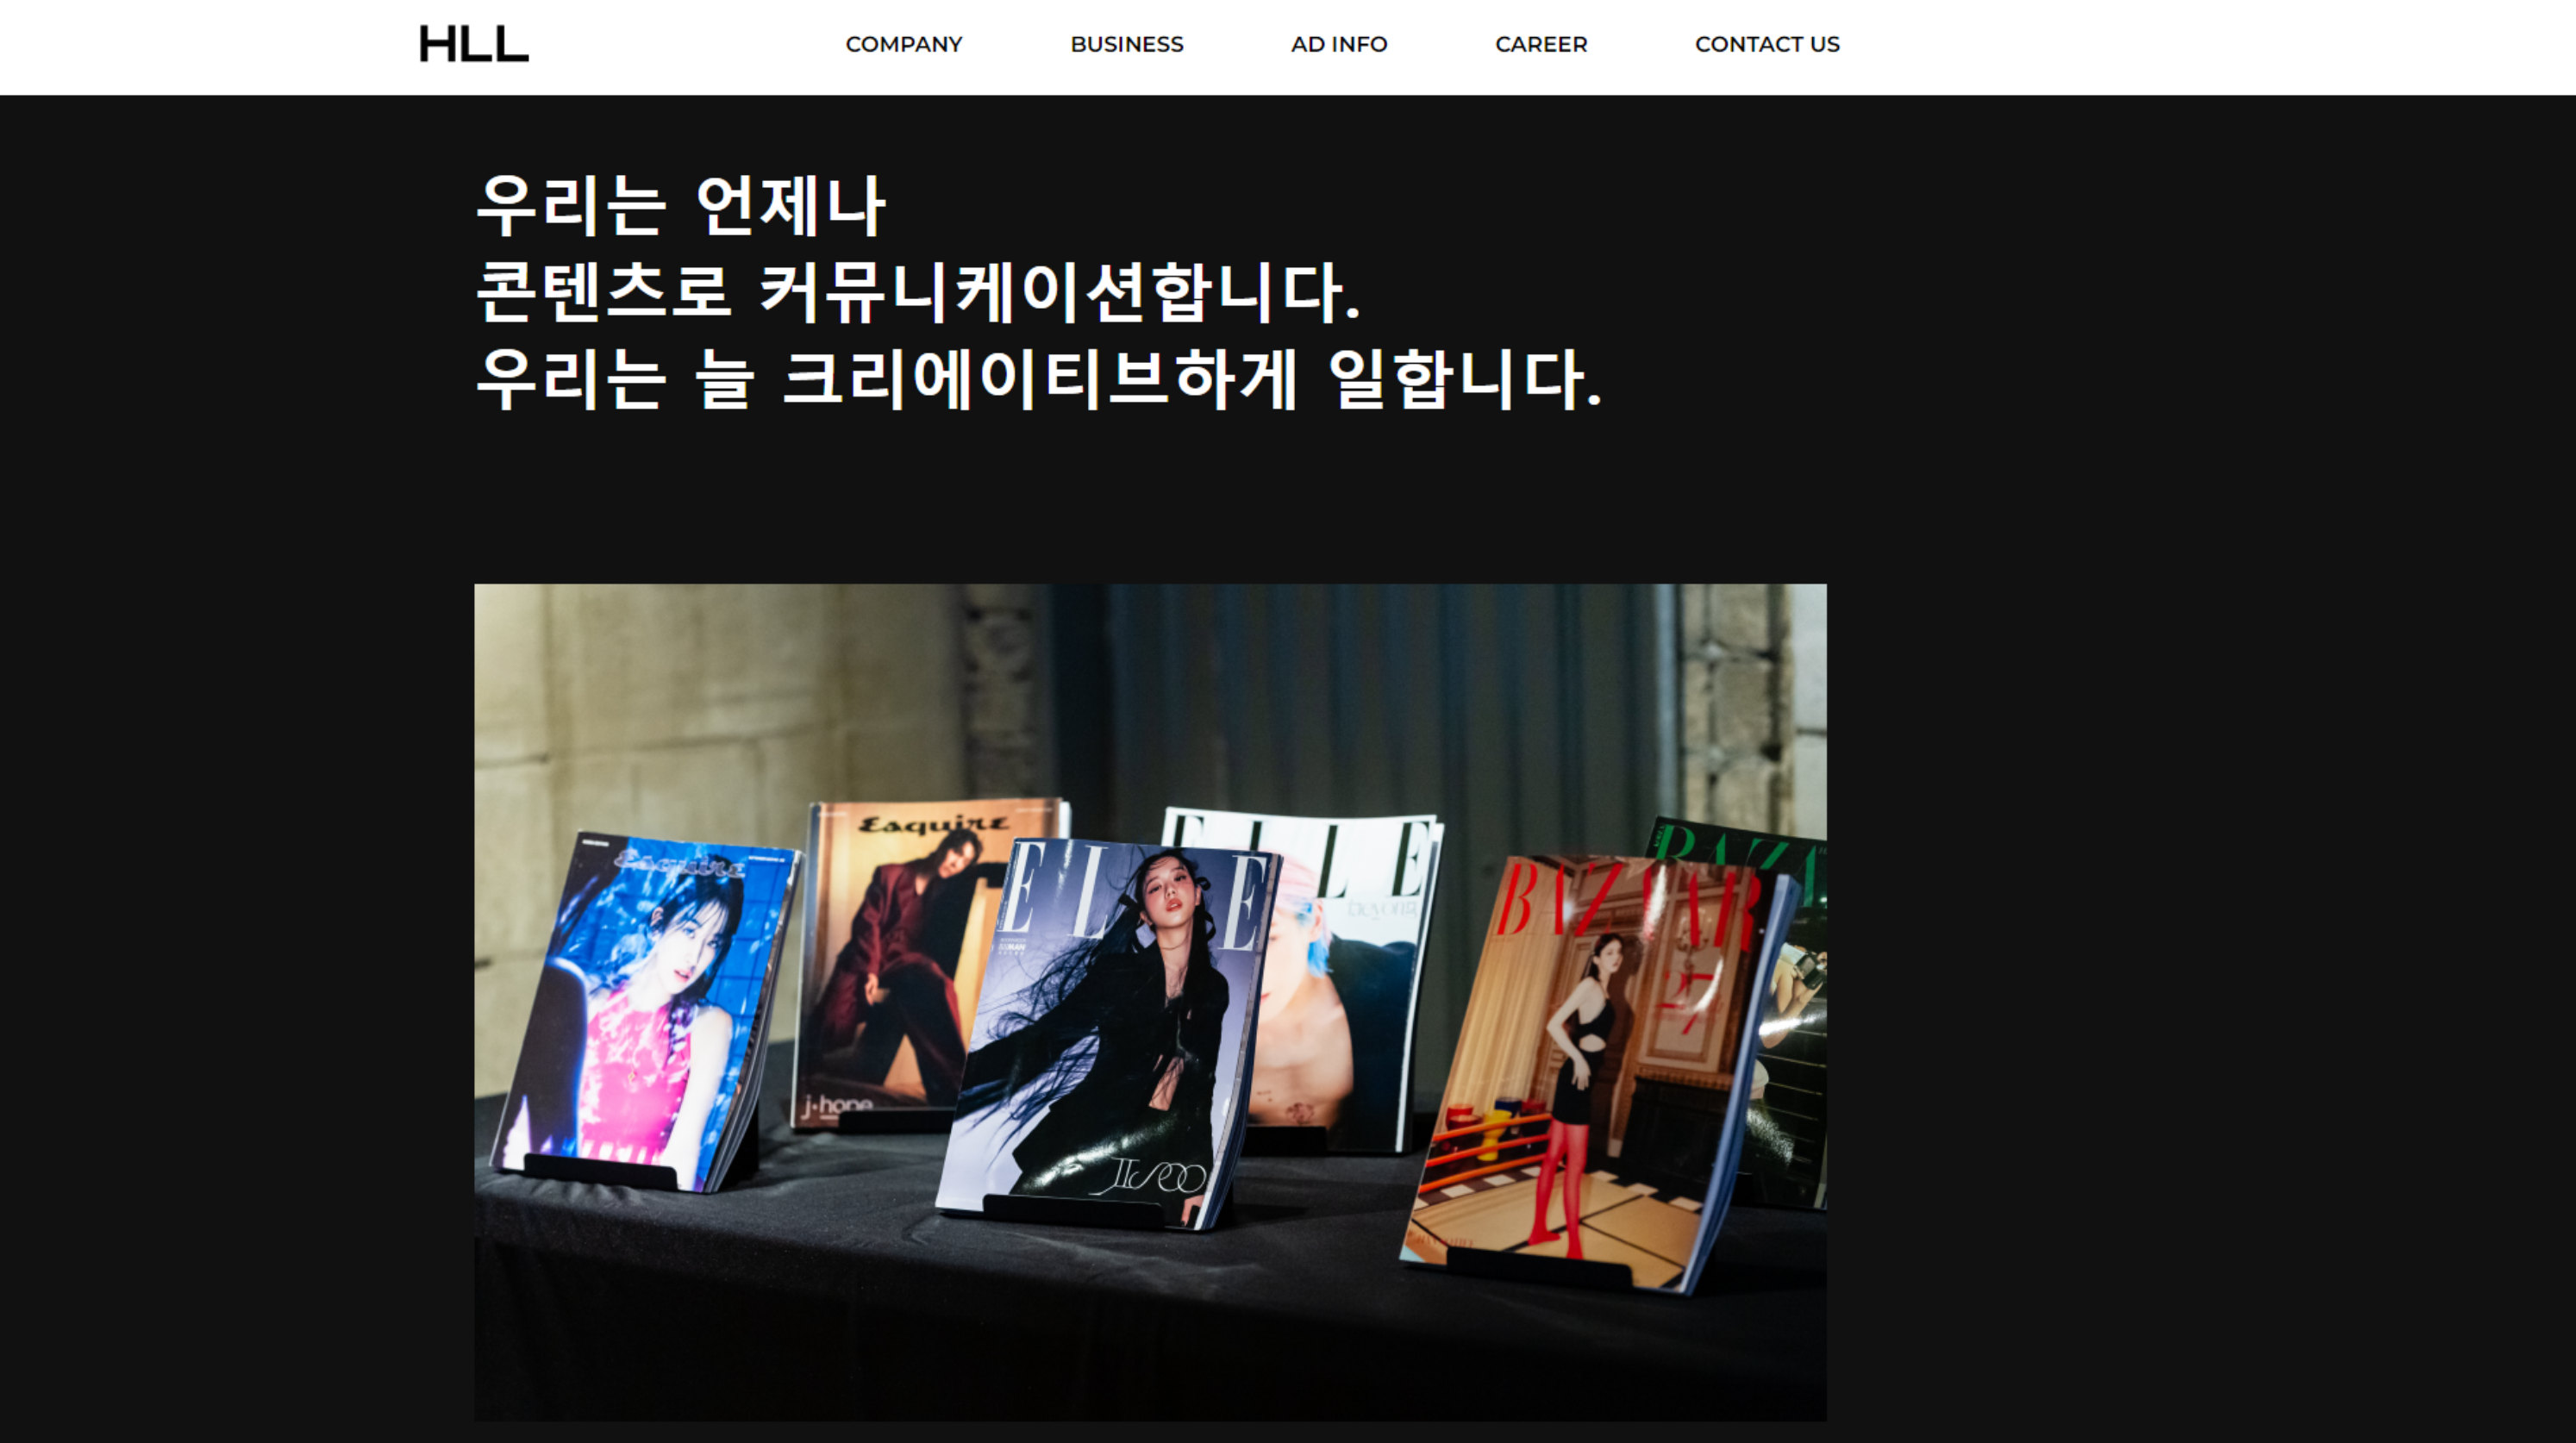 HLL
COMPANY
BUSINESS
AD INFO
CAREER
CONTACT US
우리는 언제나
콘텐츠로 커뮤니케이션합니다.
우리는 늘 크리에이티브하게 일합니다.
Esquire
Esquire
j-hope
ELLE
JISOO
ELLE
taeyong
BAZAAR
27
BAZA